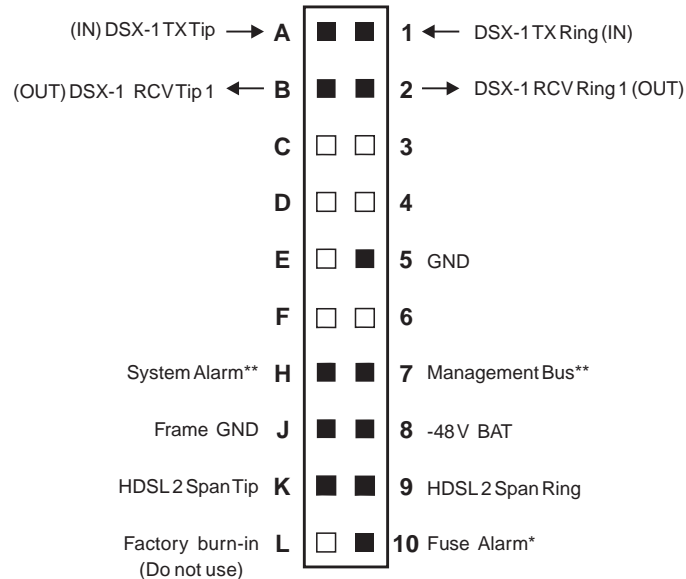 (IN) DSX-1 TX Tip → A 1 ← DSX-1 TX Ring (IN)
(OUT) DSX-1 RCV Tip 1 ← B 2 → DSX-1 RCV Ring 1 (OUT)
C 3
D 4
E 5 GND
F 6
System Alarm** H 7 Management Bus**
Frame GND J 8 -48V BAT
HDSL2 Span Tip K 9 HDSL2 Span Ring
Factory burn-in L 10 Fuse Alarm*
(Do not use)